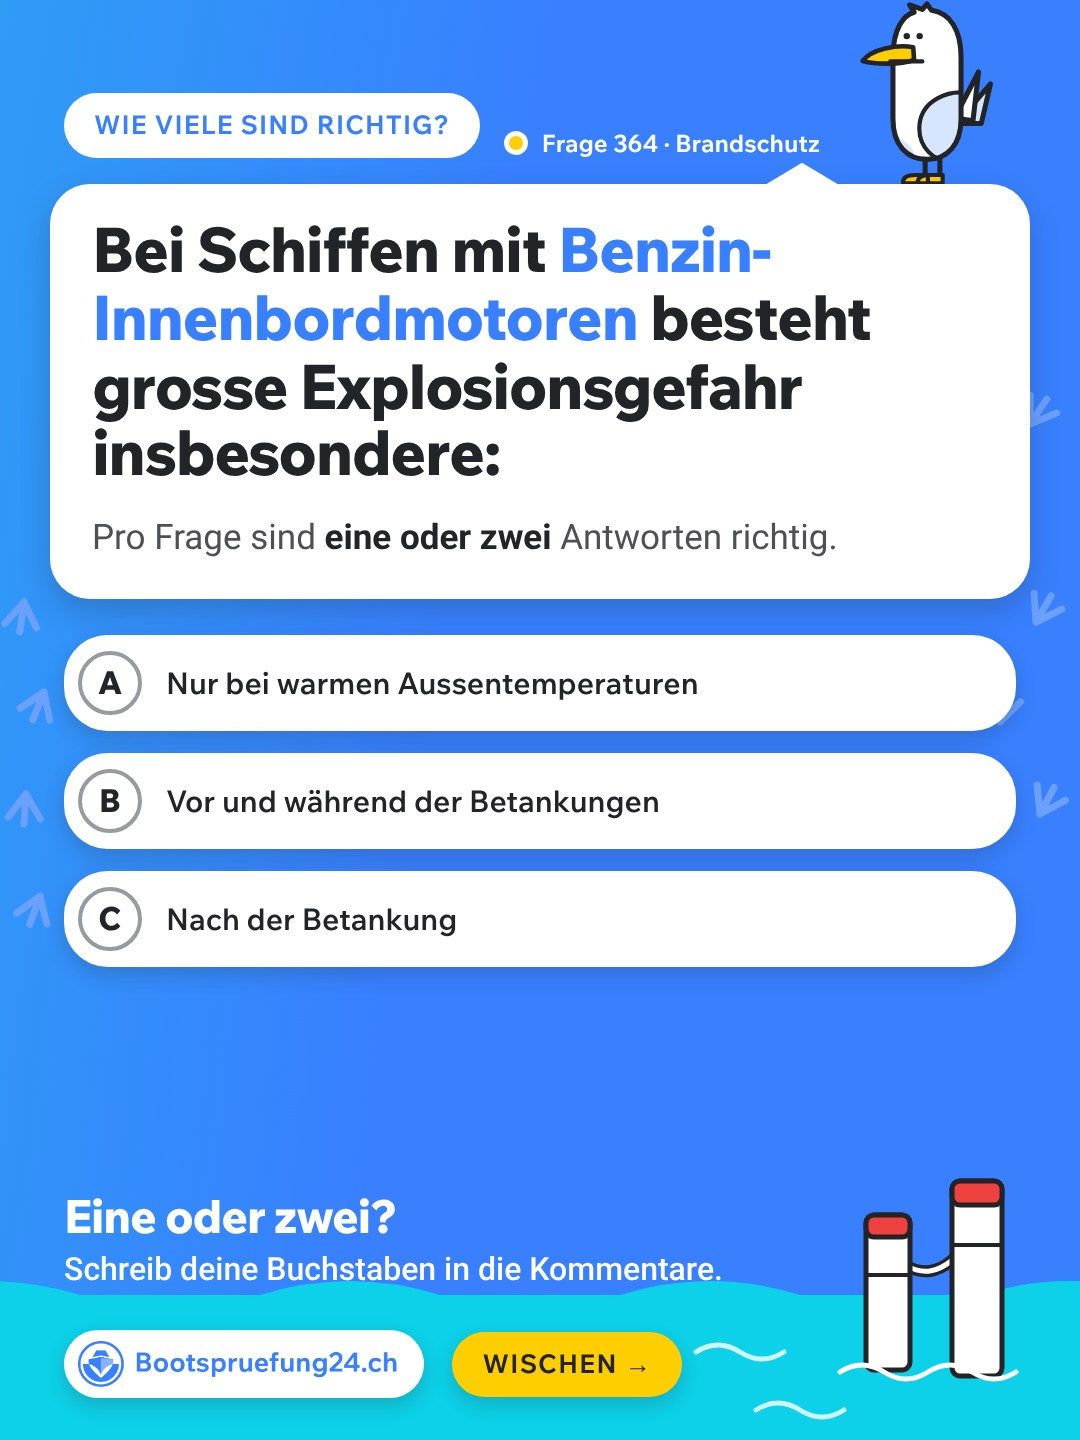 WIE VIELE SIND RICHTIG?
Frage 364 · Brandschutz
Bei Schiffen mit Benzin-
Innenbordmotoren besteht
grosse Explosionsgefahr
insbesondere:
Pro Frage sind eine oder zwei Antworten richtig.
A Nur bei warmen Aussentemperaturen
B Vor und während der Betankungen
C Nach der Betankung
Eine oder zwei?
Schreib deine Buchstaben in die Kommentare.
Bootspruefung24.ch
WISCHEN →